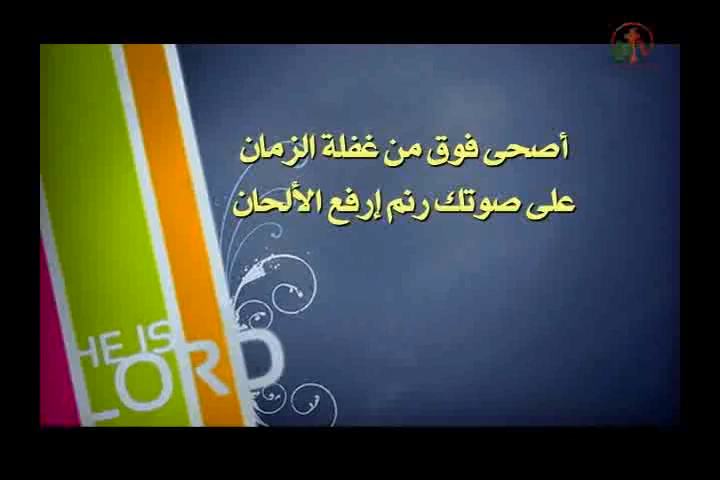 أصحى فوق من غفلة الزمان
على صوتك رنم إرفع الألحان
HE IS
LORD